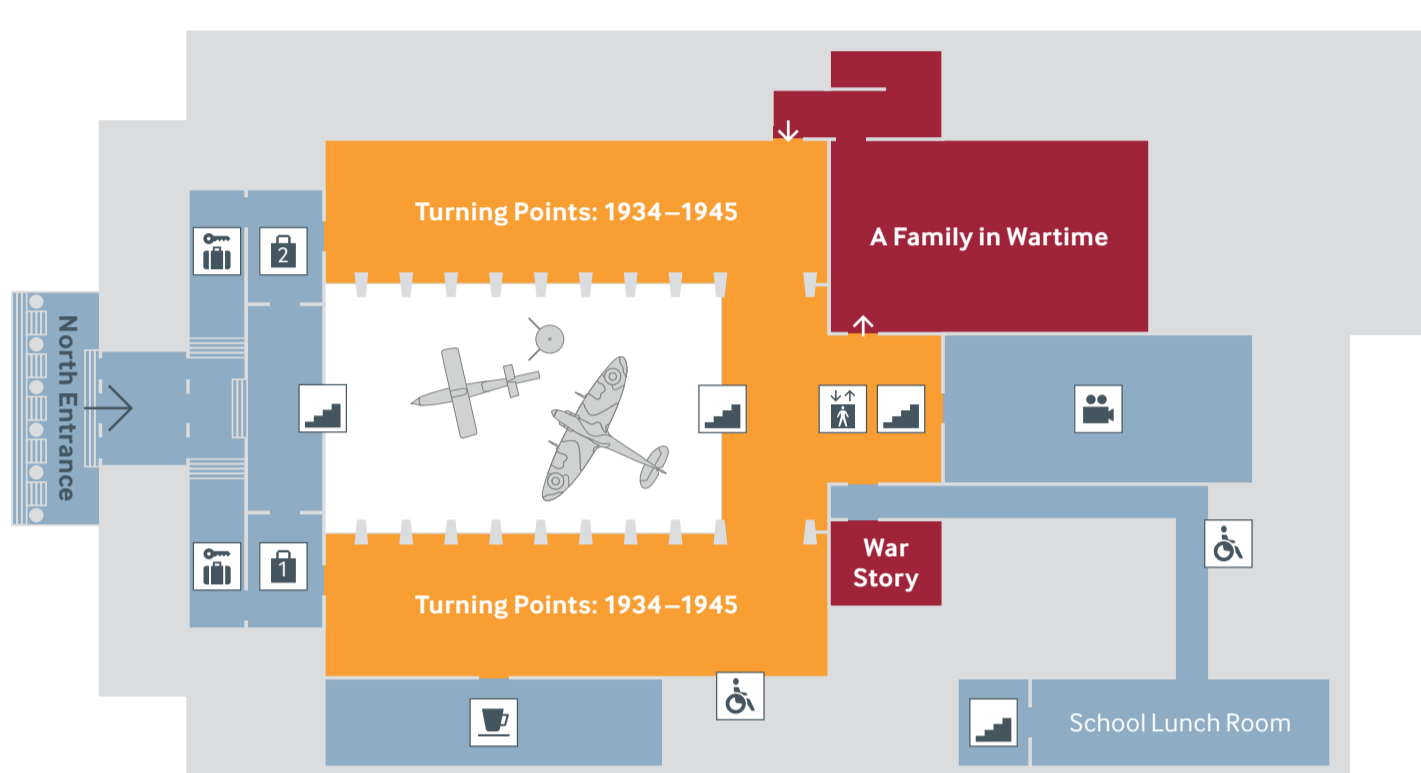 Turning Points: 1934–1945
A Family in Wartime
2
North Entrance
1
War
Story
Turning Points: 1934–1945
School Lunch Room